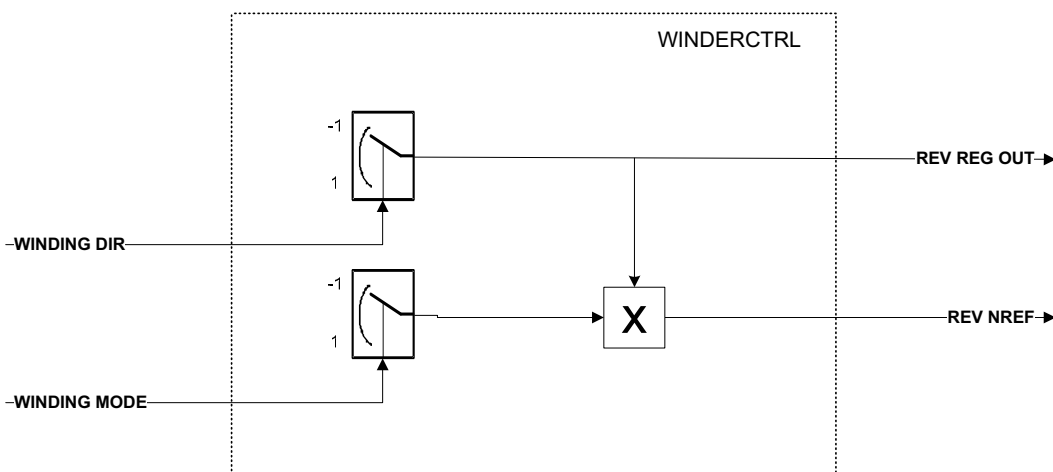 WINDERCTRL
-1
1
REV REG OUT
WINDING DIR
-1
1
X
REV NREF
WINDING MODE